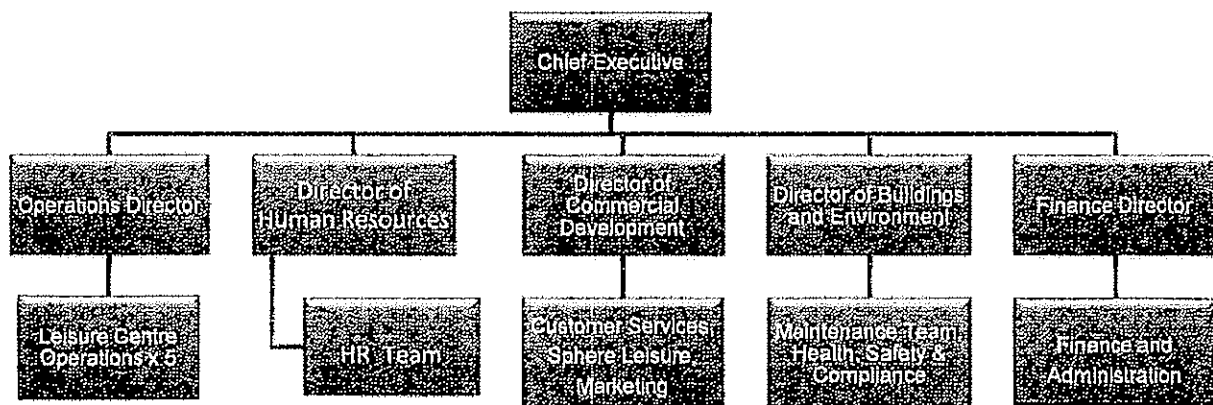 Chief Executive
Operations Director
Director of
Human Resources
Director of
Commercial
Development
Director of Buildings
and Environment
Finance Director
Leisure Centre
Operations x 5
HR Team
Customer Services,
Sphere Leisure
Marketing
Maintenance Team
Health, Safety &
Compliance
Finance and
Administration